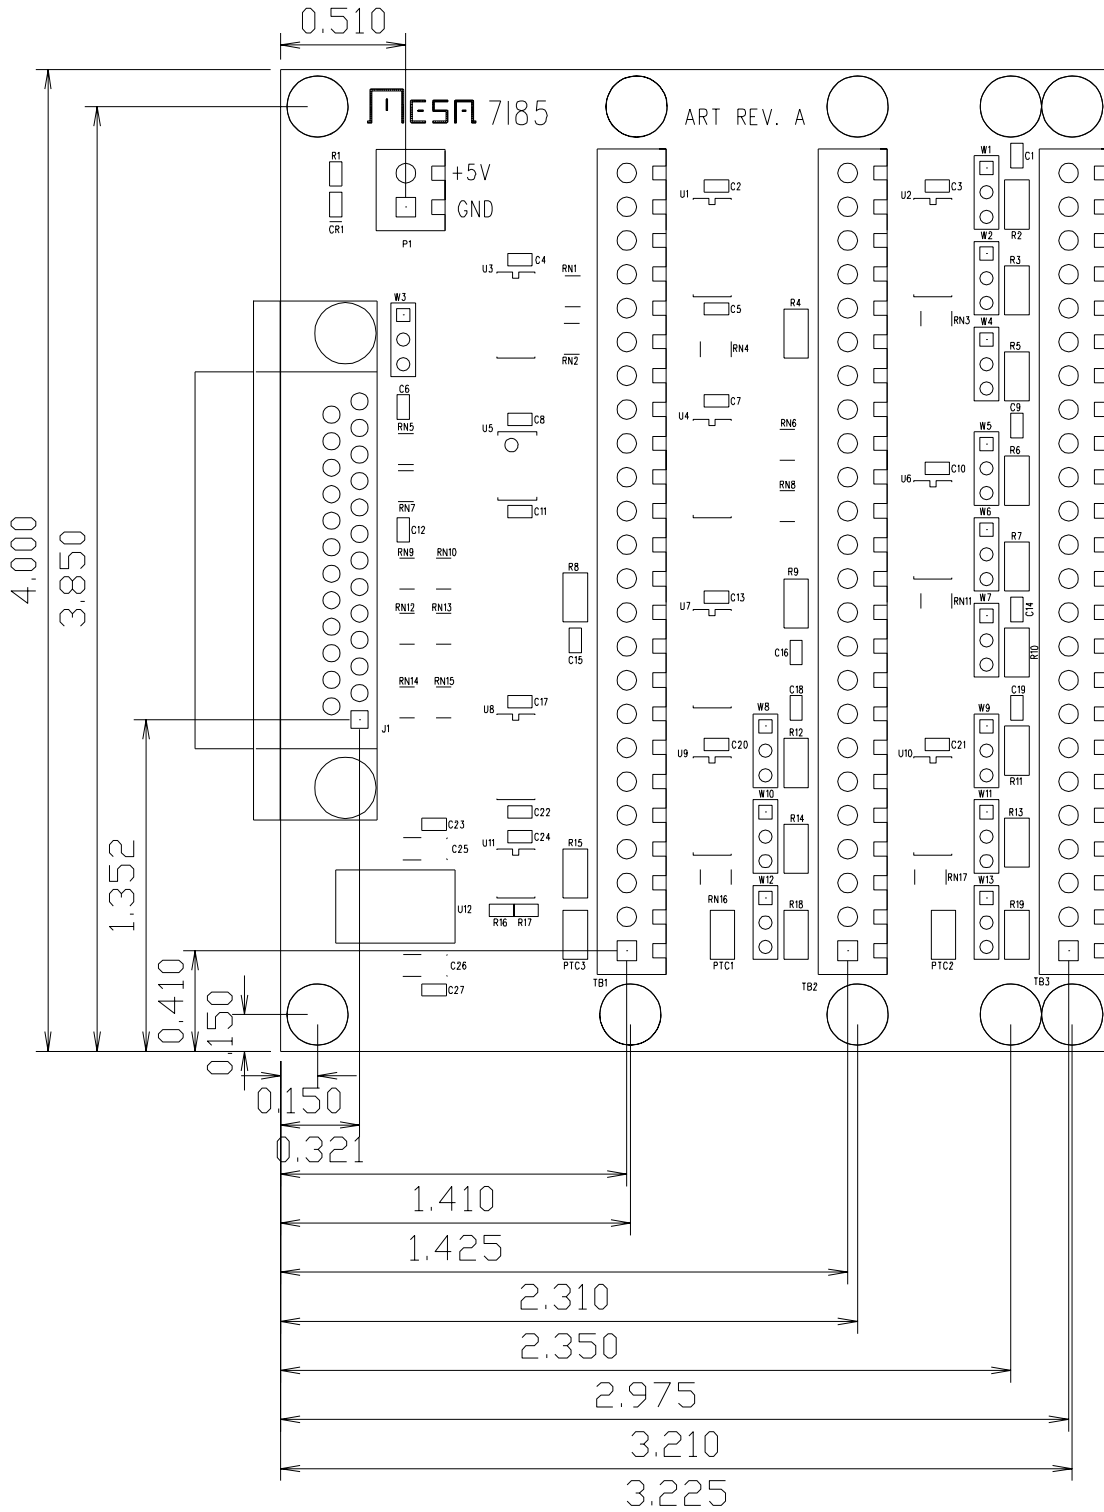 0.510
MESA 7I85
ART REV. A
R1
+5V
GND
CR1
P1
U1
C2
U2
C3
W1
C1
R2
W2
R3
U3
C4
RN1
W3
C5
R4
RN3
W4
RN4
RN2
R5
C6
C7
U4
C9
RN5
U5
C8
RN6
W5
R6
U6
C10
RN8
RN7
C11
C12
W6
R7
RN9
RN10
R8
R9
RN11
W7
C14
U7
C13
RN12
RN13
C15
C16
R10
RN14
RN15
C17
U8
C18
C19
W8
W9
J1
R12
U9
C20
U10
C21
R11
W10
W11
C22
C23
C24
U11
C25
R15
R14
R13
W12
RN17
W13
RN16
U12
R16
R17
R18
R19
PTC3
PTC1
PTC2
C26
C27
TB1
TB2
TB3
4.000
3.850
1.352
0.410
0.150
0.150
0.321
1.410
1.425
2.310
2.350
2.975
3.210
3.225